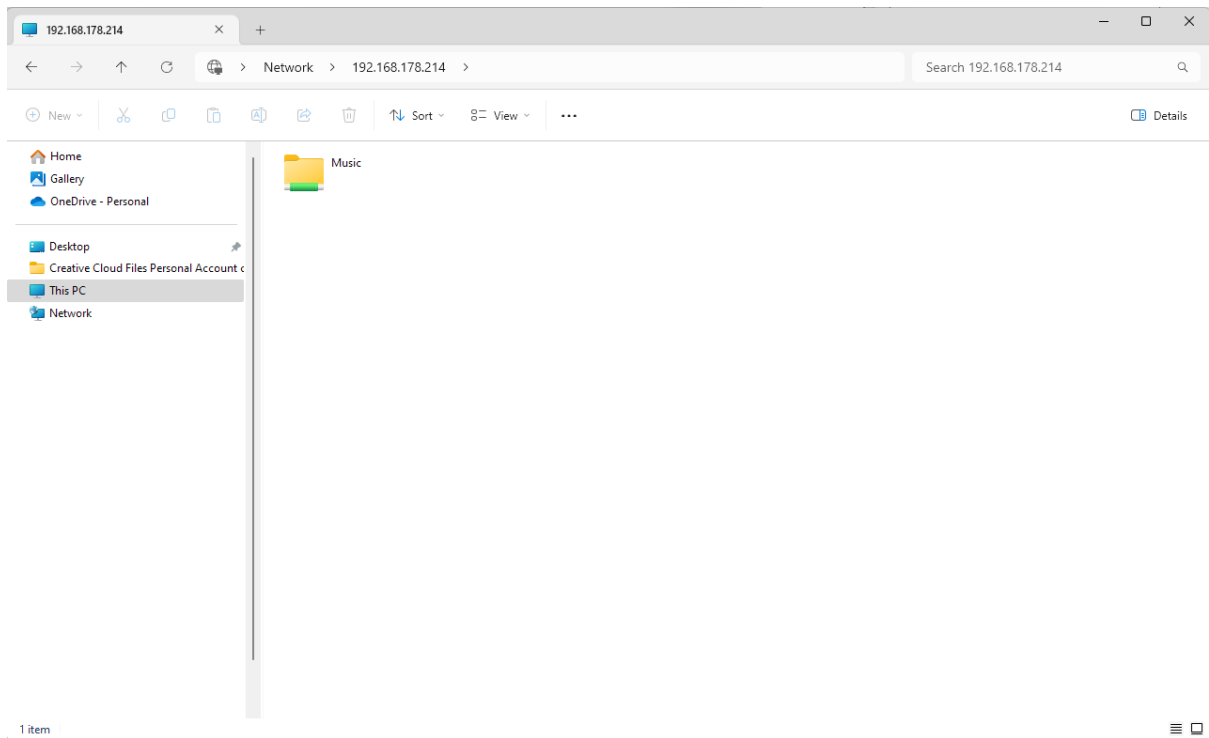 192.168.178.214
Network > 192.168.178.214 >
Search 192.168.178.214
New
Sort
View
Details
Home
Gallery
OneDrive - Personal
Desktop
Creative Cloud Files Personal Account
This PC
Network
Music
1 item